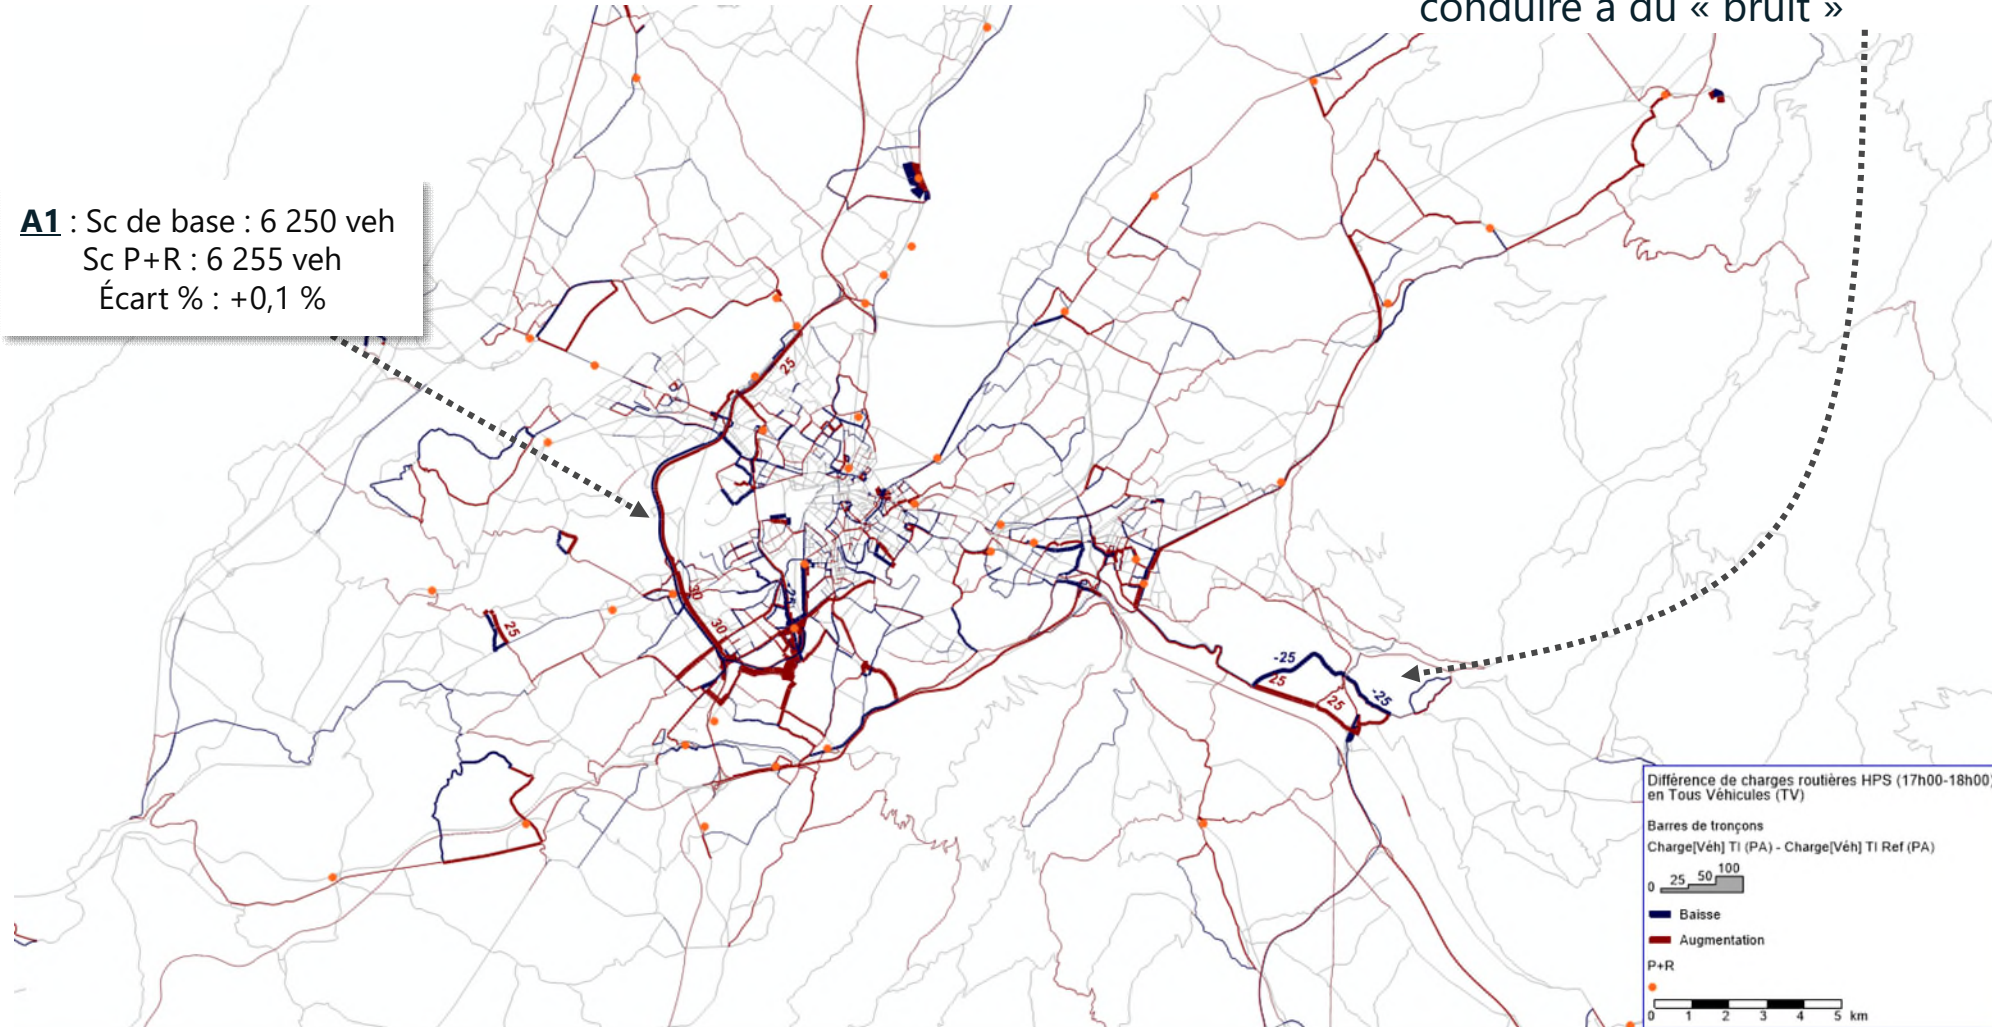 conduire à du « bruit »
A1 : Sc de base : 6 250 veh
Sc P+R : 6 255 veh
Écart % : +0,1 %
25
30
30
-25
25
-25
25
25
-25
Différence de charges routières HPS (17h00-18h00)
en Tous Véhicules (TV)
Barres de tronçons
Charge[Véh] TI (PA) - Charge[Véh] TI Ref (PA)
0 25 50 100
Baisse
Augmentation
P+R
0 1 2 3 4 5 km